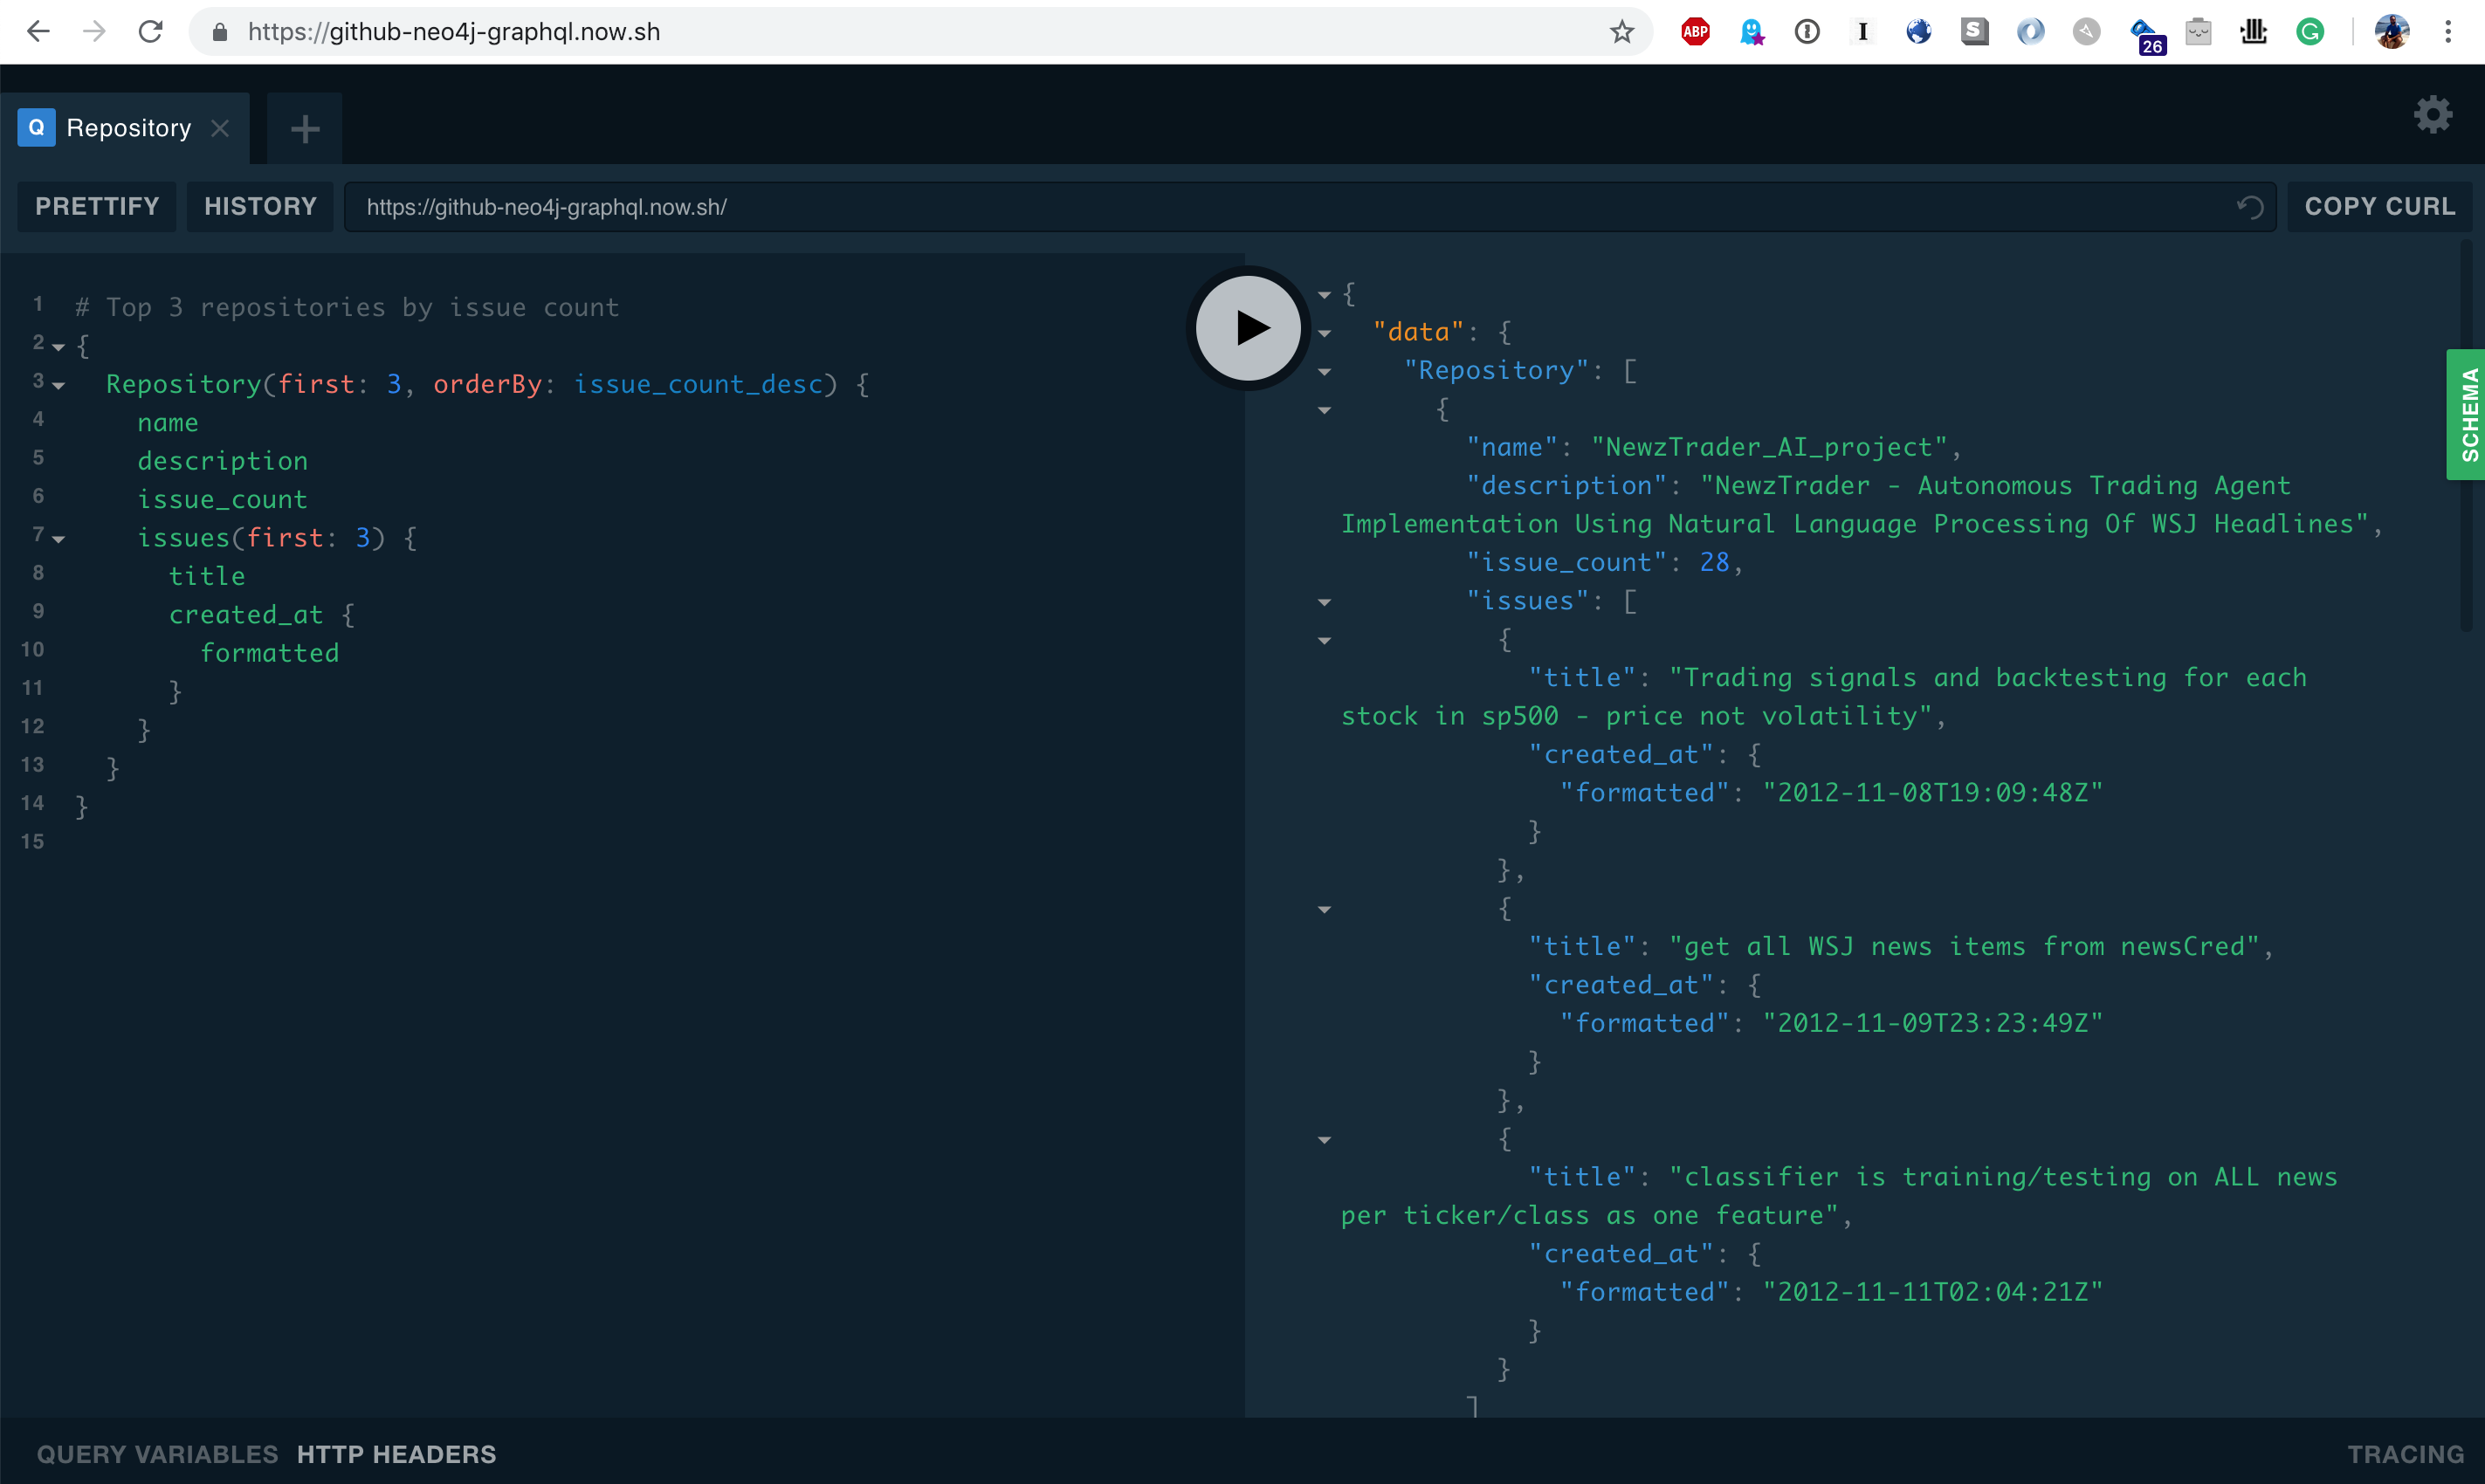 https://github-neo4j-graphql.now.sh
ABP
26
Q Repository
PRETTIFY HISTORY https://github-neo4j-graphql.now.sh/ COPY CURL
1 # Top 3 repositories by issue count
2 {
3 Repository(first: 3, orderBy: issue_count_desc) {
4 name
5 description
6 issue_count
7 issues(first: 3) {
8 title
9 created_at {
10 formatted
11 }
12 }
13 }
14 }
15
{
"data": {
"Repository": [
{
"name": "NewzTrader_AI_project",
"description": "NewzTrader - Autonomous Trading Agent
Implementation Using Natural Language Processing Of WSJ Headlines",
"issue_count": 28,
"issues": [
{
"title": "Trading signals and backtesting for each
stock in sp500 - price not volatility",
"created_at": {
"formatted": "2012-11-08T19:09:48Z"
}
},
{
"title": "get all WSJ news items from newsCred",
"created_at": {
"formatted": "2012-11-09T23:23:49Z"
}
},
{
"title": "classifier is training/testing on ALL news
per ticker/class as one feature",
"created_at": {
"formatted": "2012-11-11T02:04:21Z"
}
}
]
SCHEMA
QUERY VARIABLES HTTP HEADERS
TRACING